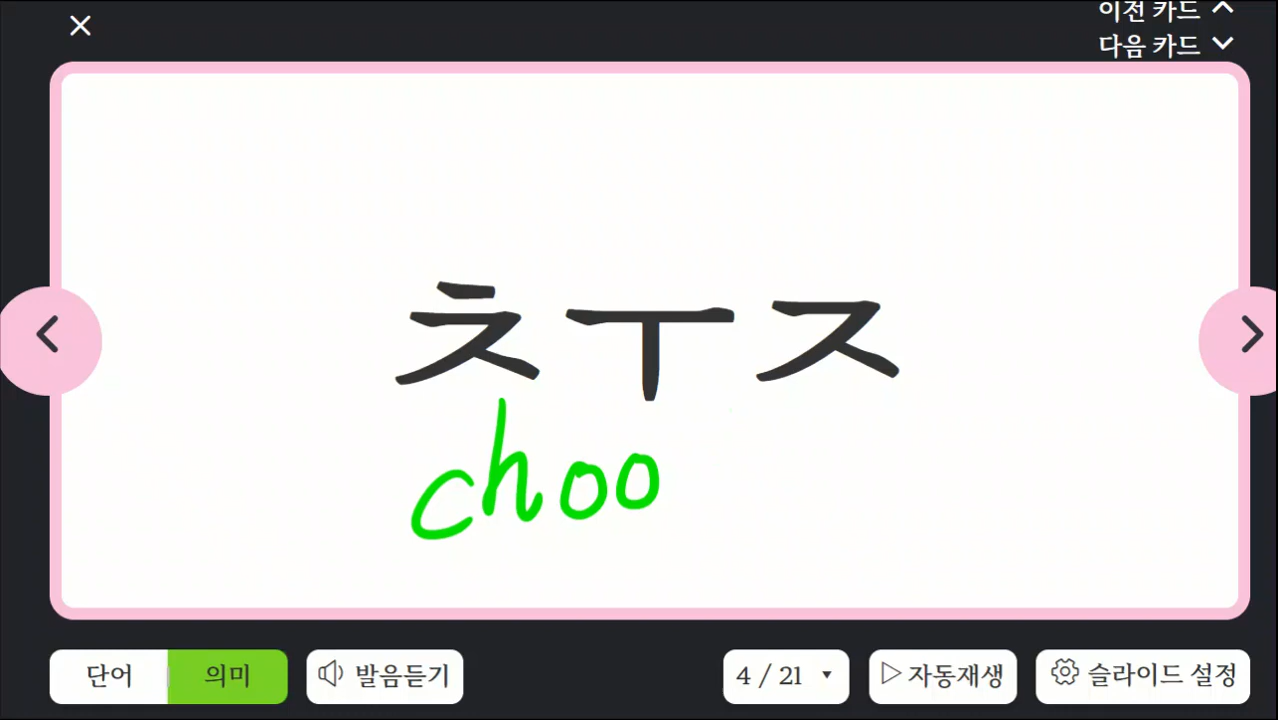 이전 카드
다음 카드
ㅊㅜㅈ
choo
단어 의미 발음듣기 4 / 21 자동재생 슬라이드 설정